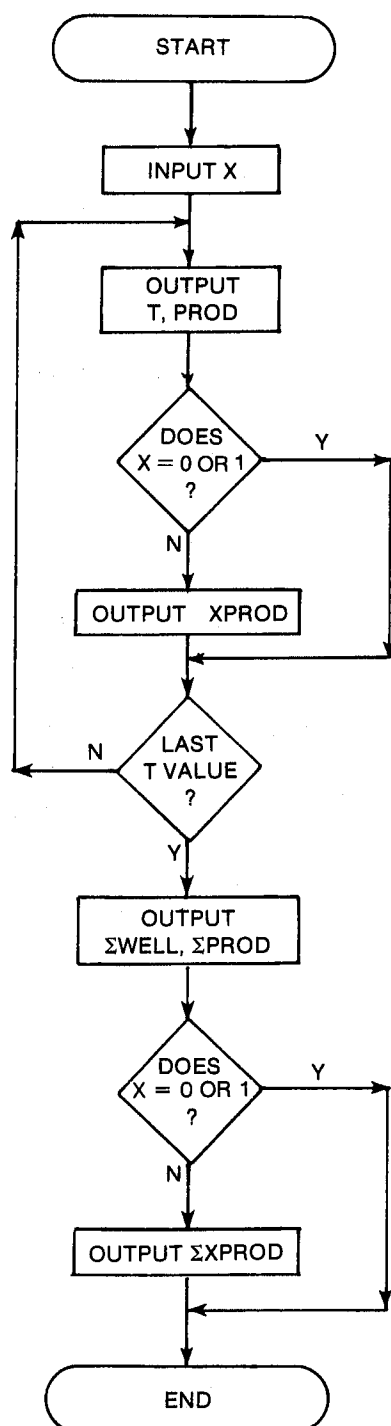 START
INPUT X
OUTPUT
T, PROD
DOES
X = 0 OR 1
?
Y
N
OUTPUT XPROD
N
LAST
T VALUE
?
Y
OUTPUT
ΣWELL, ΣPROD
DOES
X = 0 OR 1
?
Y
N
OUTPUT ΣXPROD
END